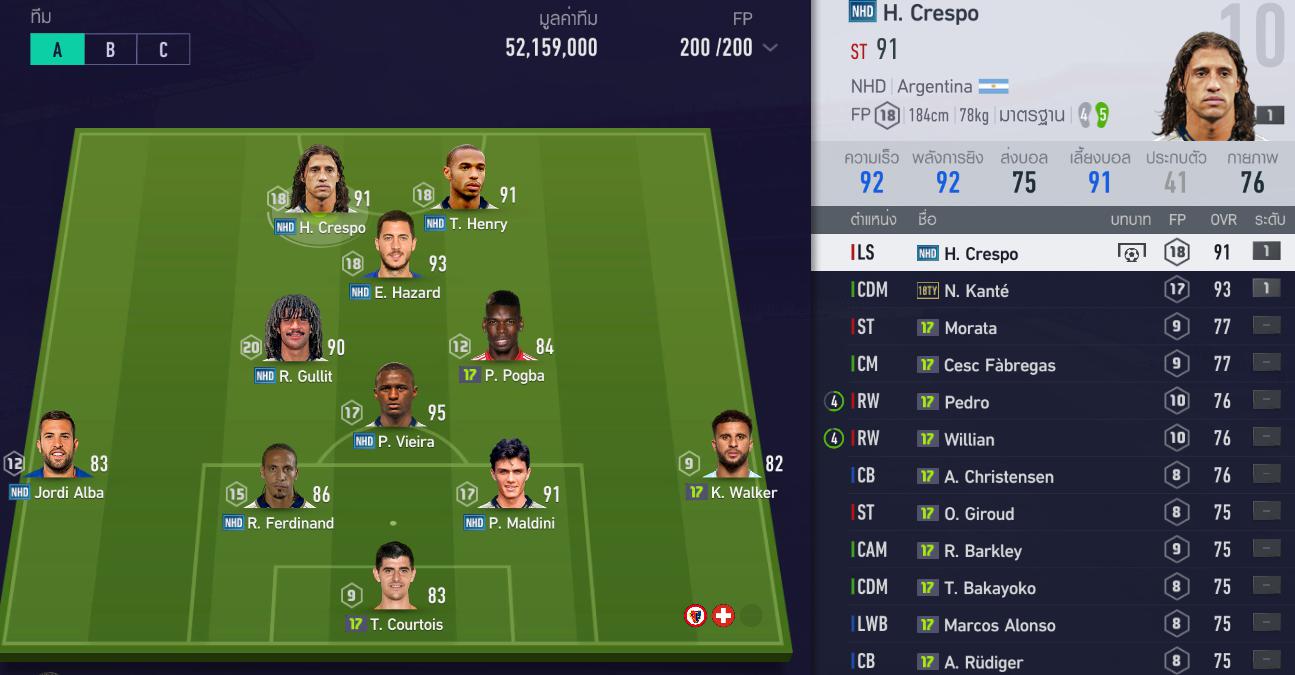 ทีม
A B C
มูลค่าทีม
52,159,000
FP
200 /200
18 91
NHD H. Crespo
18 91
NHD T. Henry
18 93
NHD E. Hazard
20 90
NHD R. Gullit
12 84
17 P. Pogba
17 95
NHD P. Vieira
12 83
NHD Jordi Alba
15 86
NHD R. Ferdinand
17 91
NHD P. Maldini
9 82
17 K. Walker
9 83
17 T. Courtois
NHD H. Crespo
10
ST 91
NHD Argentina
FP 18 184cm 78kg มาตรฐาน 4 5
1
ความเร็ว พลังการยิง ส่งบอล เลี้ยงบอล ประกบตัว กายภาพ
92 92 75 91 41 76
ตำแหน่ง ชื่อ บทบาท FP OVR ระดับ
LS NHD H. Crespo 18 91 1
CDM 18TY N. Kanté 17 93 1
ST 17 Morata 9 77 -
CM 17 Cesc Fàbregas 9 77 -
4 RW 17 Pedro 10 76 -
4 RW 17 Willian 10 76 -
CB 17 A. Christensen 8 76 -
ST 17 O. Giroud 8 75 -
CAM 17 R. Barkley 9 75 -
CDM 17 T. Bakayoko 8 75 -
LWB 17 Marcos Alonso 8 75 -
CB 17 A. Rüdiger 8 75 -